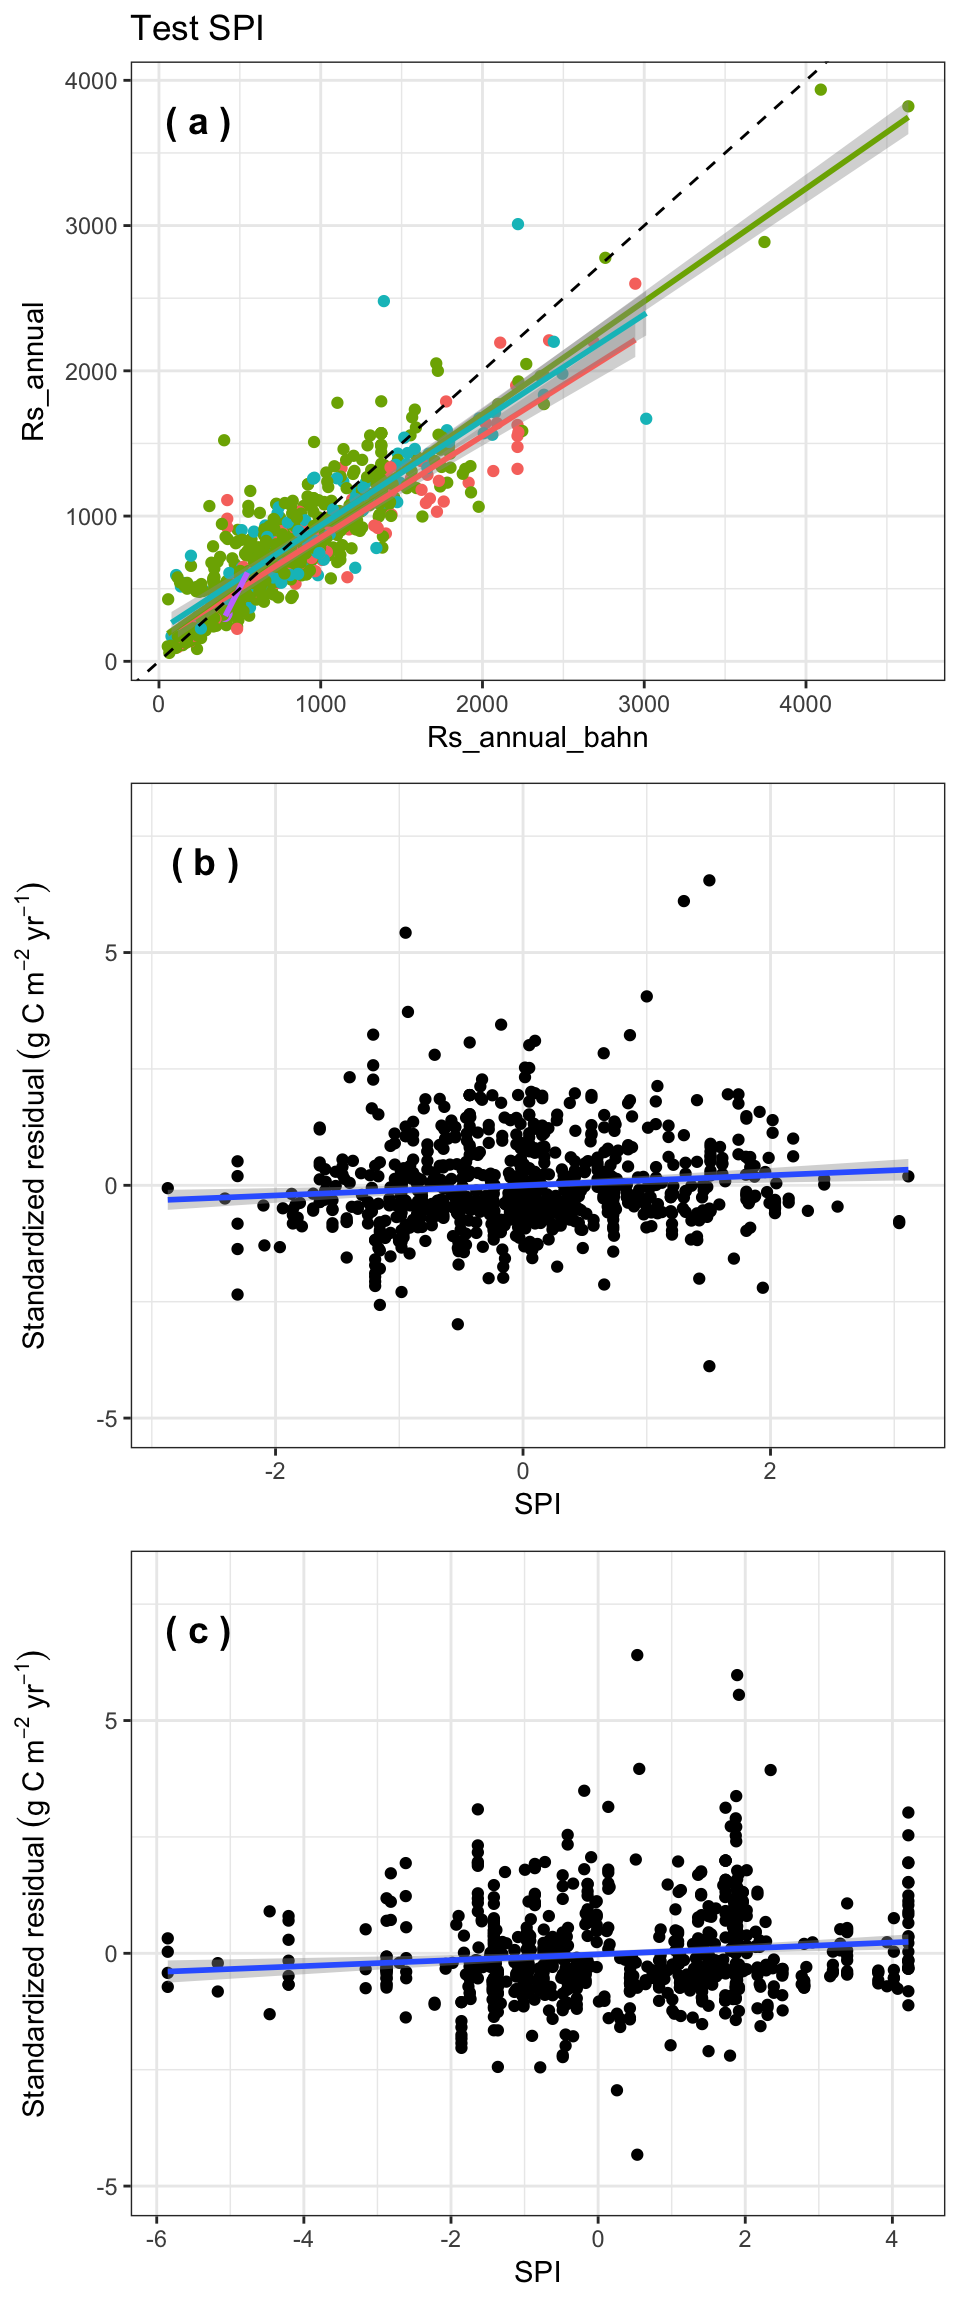 Test SPI
( a )
4000
3000
2000
1000
0
Rs_annual
0 1000 2000 3000 4000
Rs_annual_bahn
( b )
5
0
-5
Standardized residual (g C m⁻² yr⁻¹)
-2 0 2
SPI
( c )
5
0
-5
Standardized residual (g C m⁻² yr⁻¹)
-6 -4 -2 0 2 4
SPI